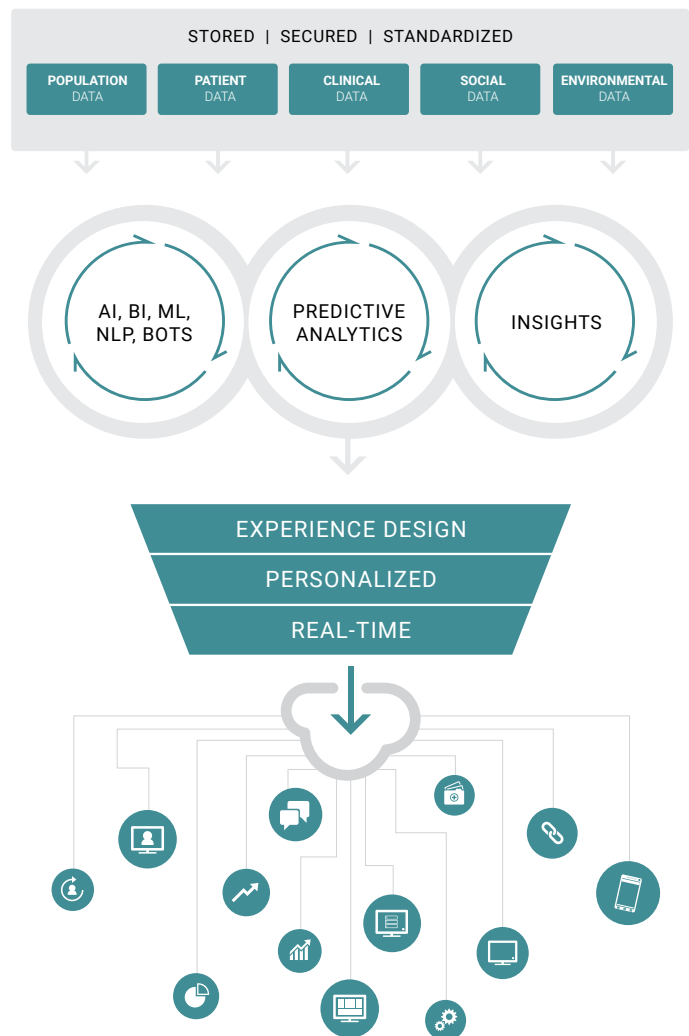 STORED | SECURED | STANDARDIZED
POPULATION
DATA
PATIENT
DATA
CLINICAL
DATA
SOCIAL
DATA
ENVIRONMENTAL
DATA
AI, BI, ML,
NLP, BOTS
PREDICTIVE
ANALYTICS
INSIGHTS
EXPERIENCE DESIGN
PERSONALIZED
REAL-TIME